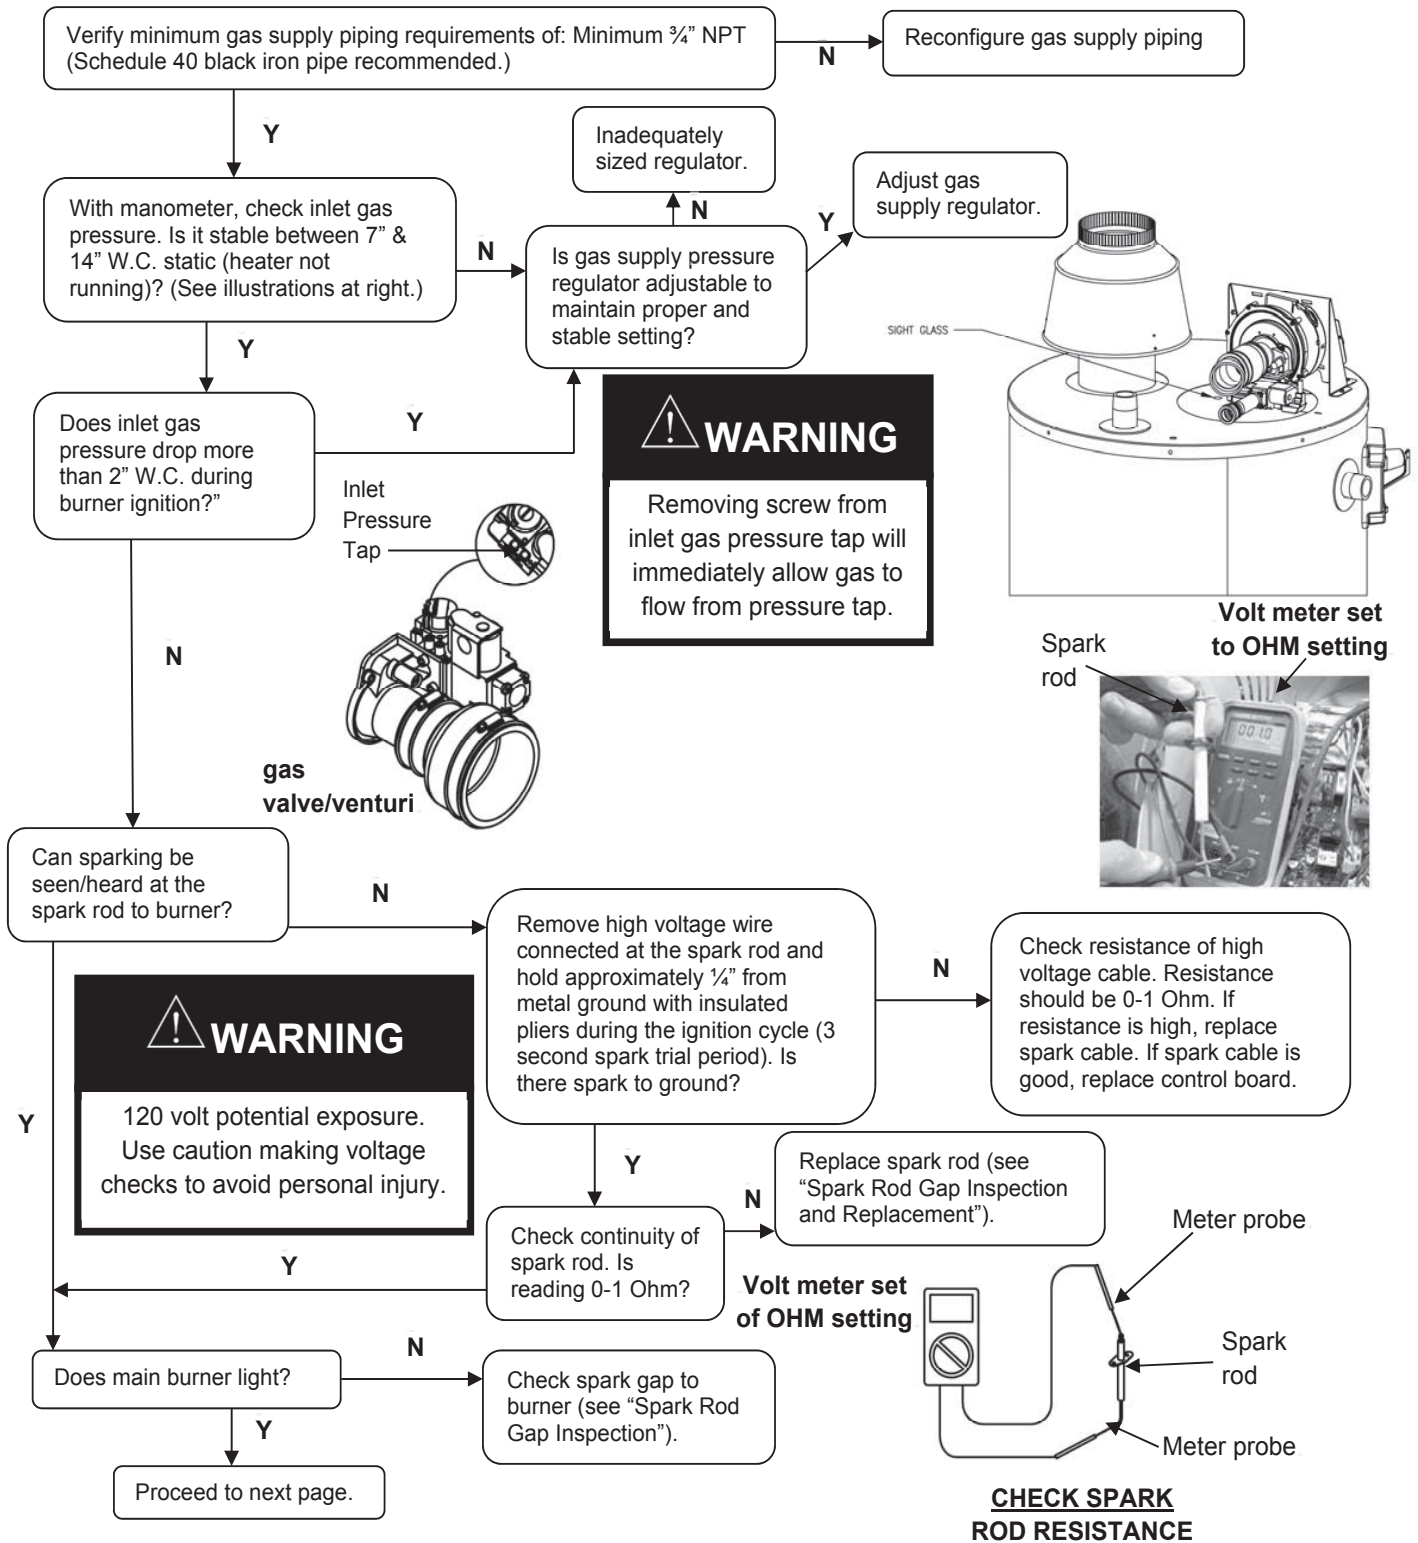 Verify minimum gas supply piping requirements of: Minimum ¾” NPT
(Schedule 40 black iron pipe recommended.)
N
Reconfigure gas supply piping
Y
Inadequately
sized regulator.
Adjust gas
supply regulator.
With manometer, check inlet gas
pressure. Is it stable between 7” &
14” W.C. static (heater not
running)? (See illustrations at right.)
N
N
Y
Is gas supply pressure
regulator adjustable to
maintain proper and
stable setting?
SIGHT GLASS
Y
Does inlet gas
pressure drop more
than 2” W.C. during
burner ignition?”
Y
WARNING
Removing screw from
inlet gas pressure tap will
immediately allow gas to
flow from pressure tap.
Inlet
Pressure
Tap
N
gas
valve/venturi
Volt meter set
to OHM setting
Spark
rod
001.0
Can sparking be
seen/heard at the
spark rod to burner?
N
Remove high voltage wire
connected at the spark rod and
hold approximately ¼” from
metal ground with insulated
pliers during the ignition cycle (3
second spark trial period). Is
there spark to ground?
N
Check resistance of high
voltage cable. Resistance
should be 0-1 Ohm. If
resistance is high, replace
spark cable. If spark cable is
good, replace control board.
WARNING
120 volt potential exposure.
Use caution making voltage
checks to avoid personal injury.
Y
Y
Replace spark rod (see
“Spark Rod Gap Inspection
and Replacement”).
N
Check continuity of
spark rod. Is
reading 0-1 Ohm?
Y
Volt meter set
of OHM setting
Meter probe
Spark
rod
Meter probe
CHECK SPARK
ROD RESISTANCE
Does main burner light?
N
Check spark gap to
burner (see “Spark Rod
Gap Inspection”).
Y
Proceed to next page.